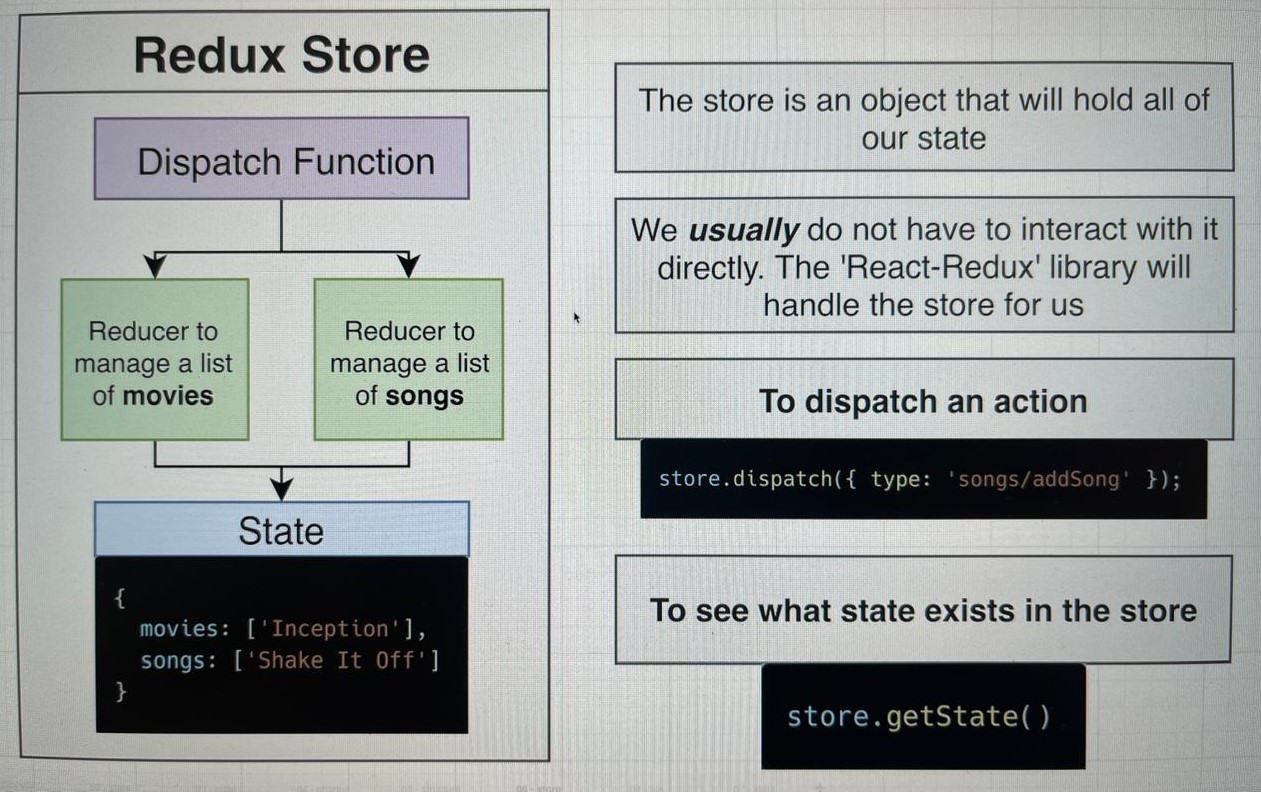 Redux Store
Dispatch Function
Reducer to
manage a list
of movies
Reducer to
manage a list
of songs
State
{
movies: ['Inception'],
songs: ['Shake It Off']
}
The store is an object that will hold all of
our state
We usually do not have to interact with it
directly. The 'React-Redux' library will
handle the store for us
To dispatch an action
store.dispatch({ type: 'songs/addSong' });
To see what state exists in the store
store.getState()